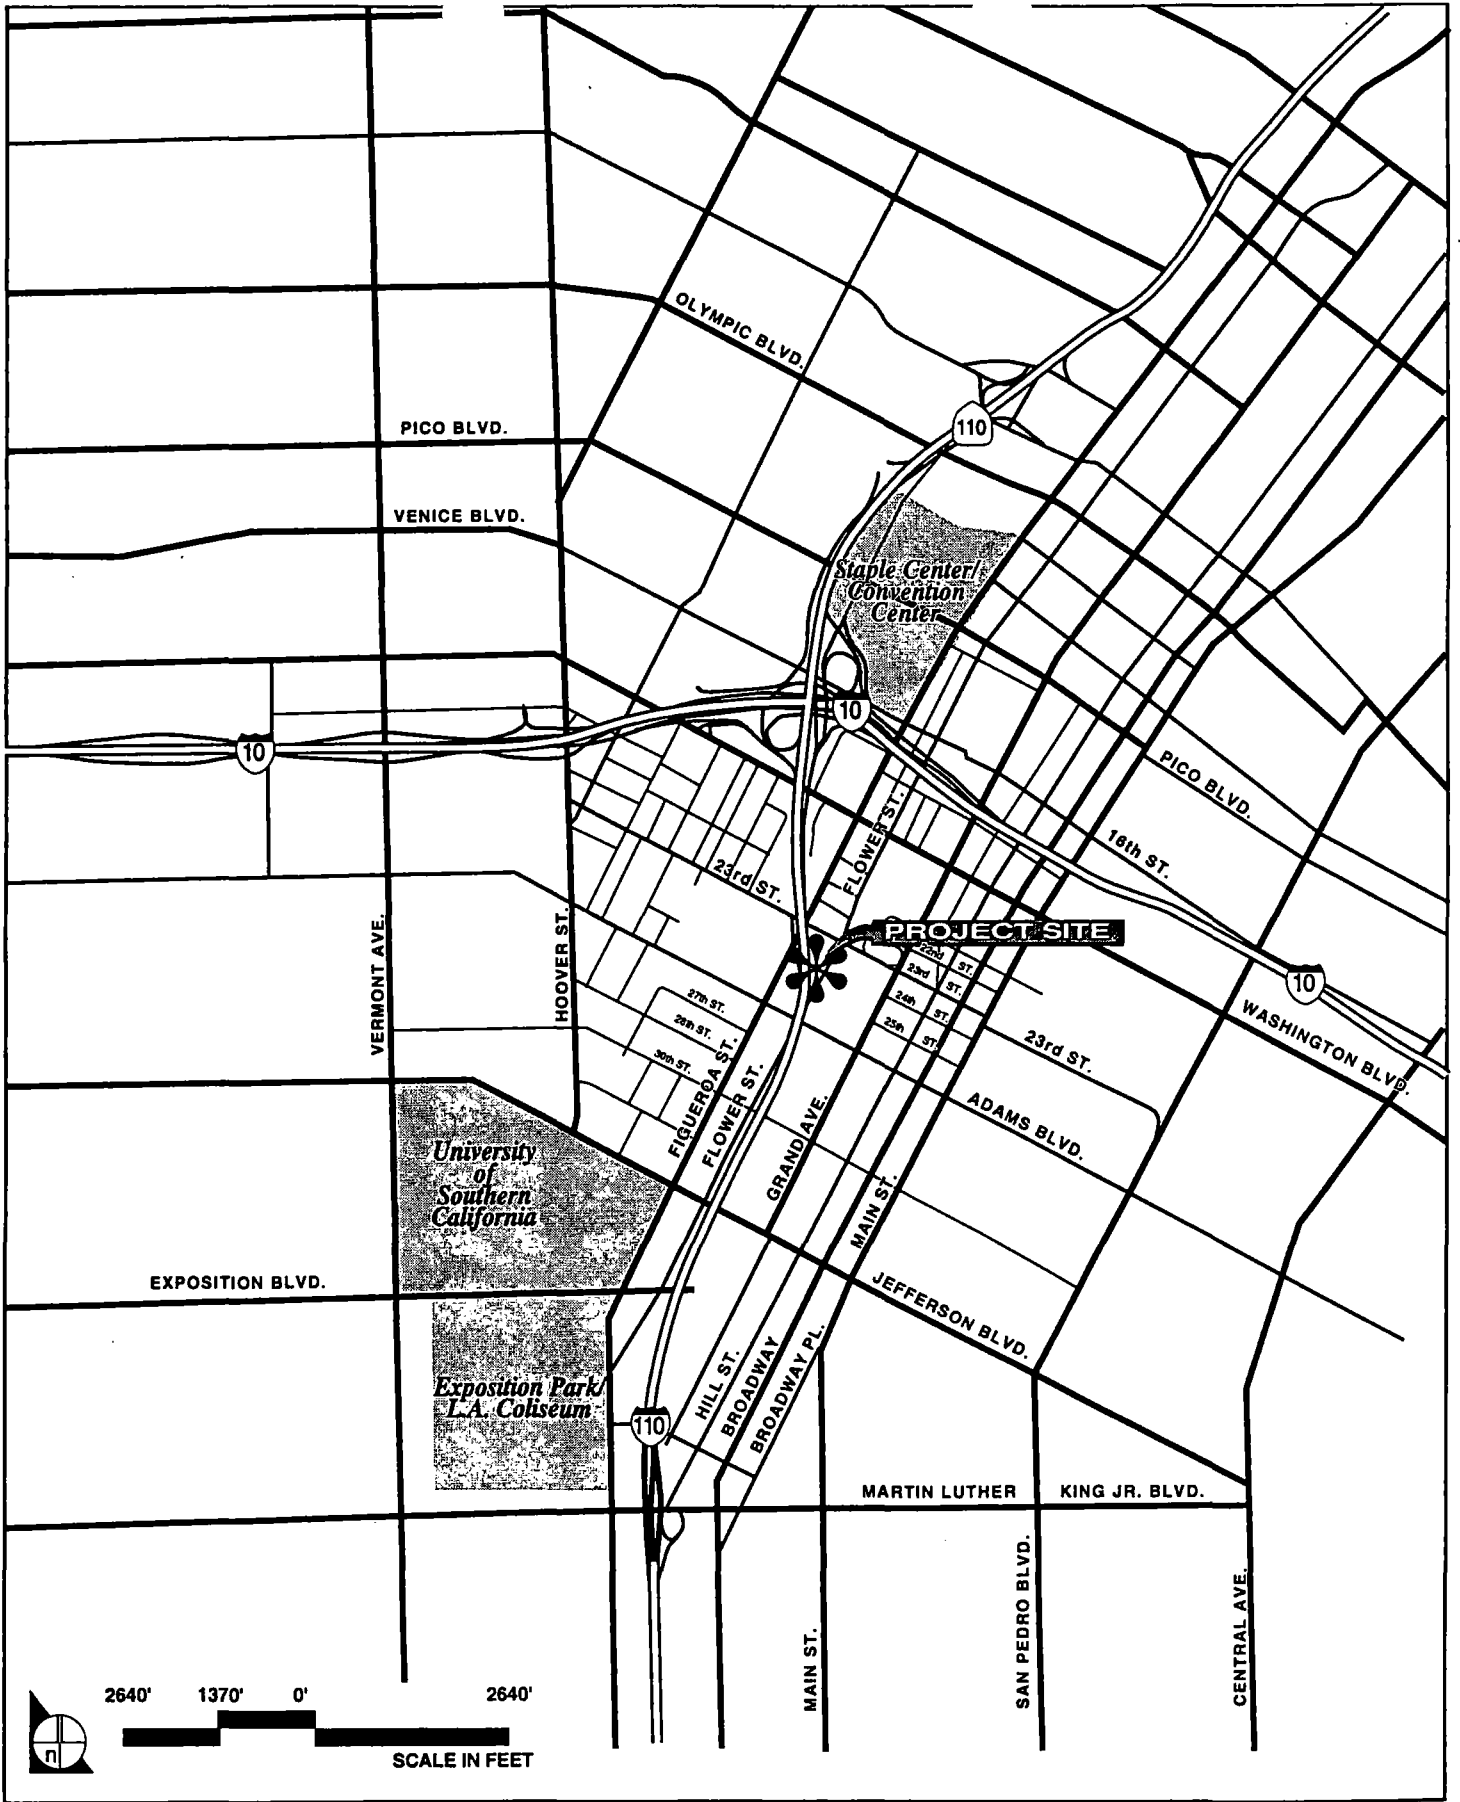 OLYMPIC BLVD.
110
PICO BLVD.
VENICE BLVD.
Staple Center/
Convention
Center
10
10
PICO BLVD.
FLOWER ST.
16th ST.
23rd ST.
PROJECT SITE
VERMONT AVE.
HOOVER ST.
22nd ST.
23rd ST.
24th ST.
25th ST.
10
27th ST.
28th ST.
30th ST.
WASHINGTON BLVD.
23rd ST.
FIGUEROA ST.
FLOWER ST.
GRAND AVE.
ADAMS BLVD.
University
of
Southern
California
MAIN ST.
EXPOSITION BLVD.
JEFFERSON BLVD.
Exposition Park/
L.A. Coliseum
110
HILL ST.
BROADWAY
BROADWAY PL.
MARTIN LUTHER KING JR. BLVD.
MAIN ST.
SAN PEDRO BLVD.
CENTRAL AVE.
2640' 1370' 0' 2640'
n
SCALE IN FEET